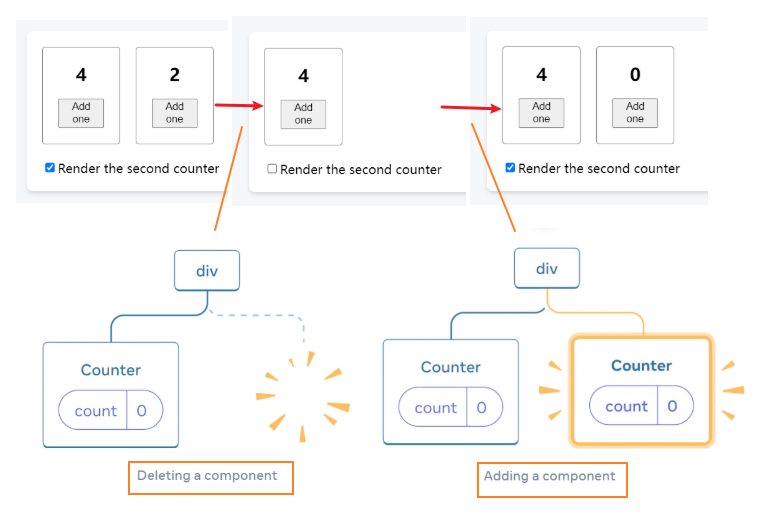 4
2
4
4
0
Add
one
Add
one
Add
one
Add
one
Add
one
Render the second counter
Render the second counter
Render the second counter
div
div
Counter
count 0
Counter
count 0
Counter
count 0
Deleting a component
Adding a component